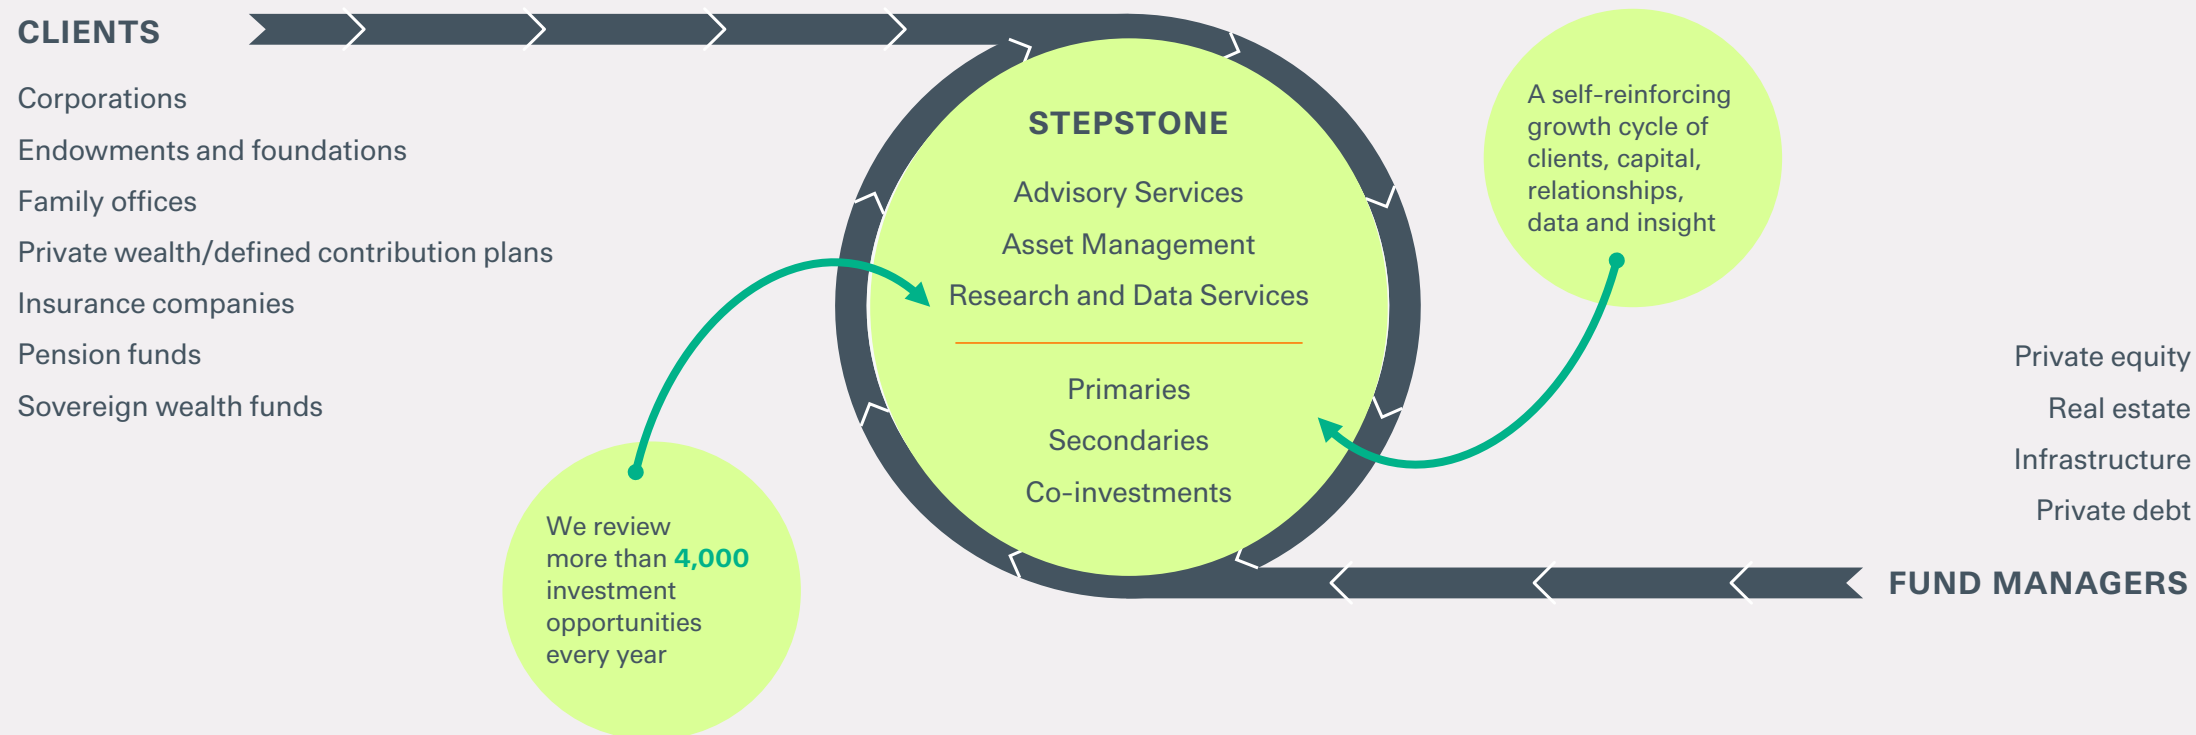 CLIENTS
Corporations
Endowments and foundations
Family offices
Private wealth/defined contribution plans
Insurance companies
Pension funds
Sovereign wealth funds
We review
more than 4,000
investment
opportunities
every year
STEPSTONE
Advisory Services
Asset Management
Research and Data Services
Primaries
Secondaries
Co-investments
A self-reinforcing
growth cycle of
clients, capital,
relationships,
data and insight
Private equity
Real estate
Infrastructure
Private debt
FUND MANAGERS